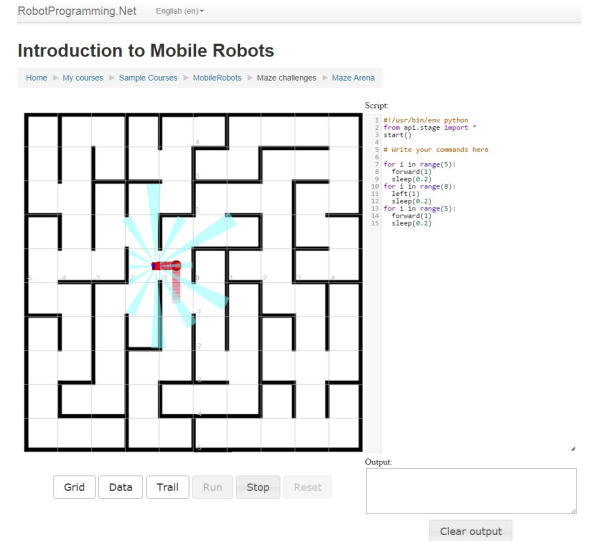 RobotProgramming.Net English (en)
Introduction to Mobile Robots
Home ► My courses ► Sample Courses ► MobileRobots ► Maze challenges ► Maze Arena
Script:
1 #!/usr/bin/env python
2 from api.stage import *
3 start()
4
5 # Write your commands here
6
7 for i in range(5):
8 forward(1)
9 sleep(0.2)
10 for i in range(8):
11 left(1)
12 sleep(0.2)
13 for i in range(5):
14 forward(1)
15 sleep(0.2)
Output:
Grid Data Trail Run Stop Reset
Clear output